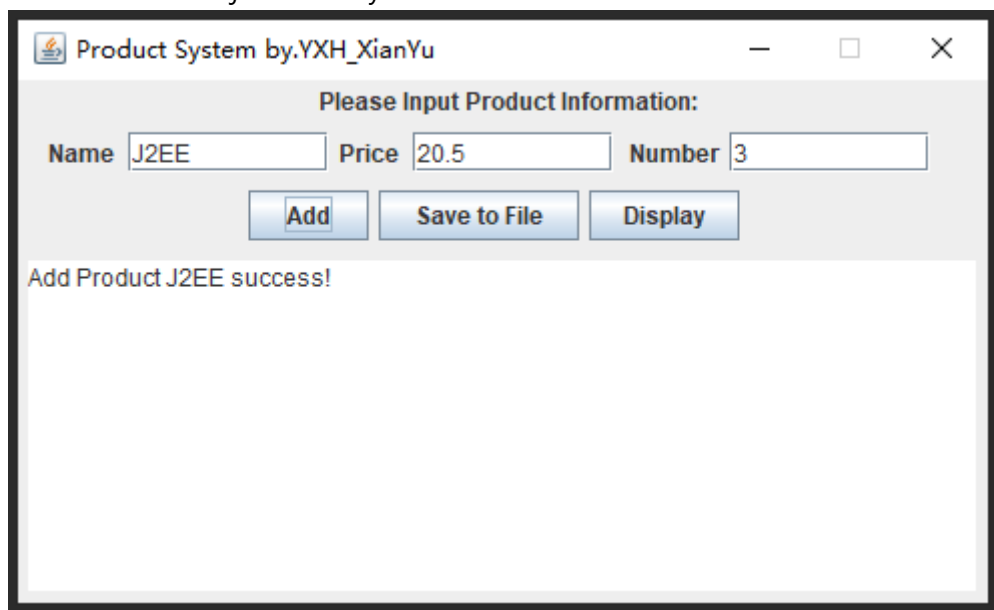 Product System by.YXH_XianYu
Please Input Product Information:
Name J2EE Price 20.5 Number 3
Add Save to File Display
Add Product J2EE success!